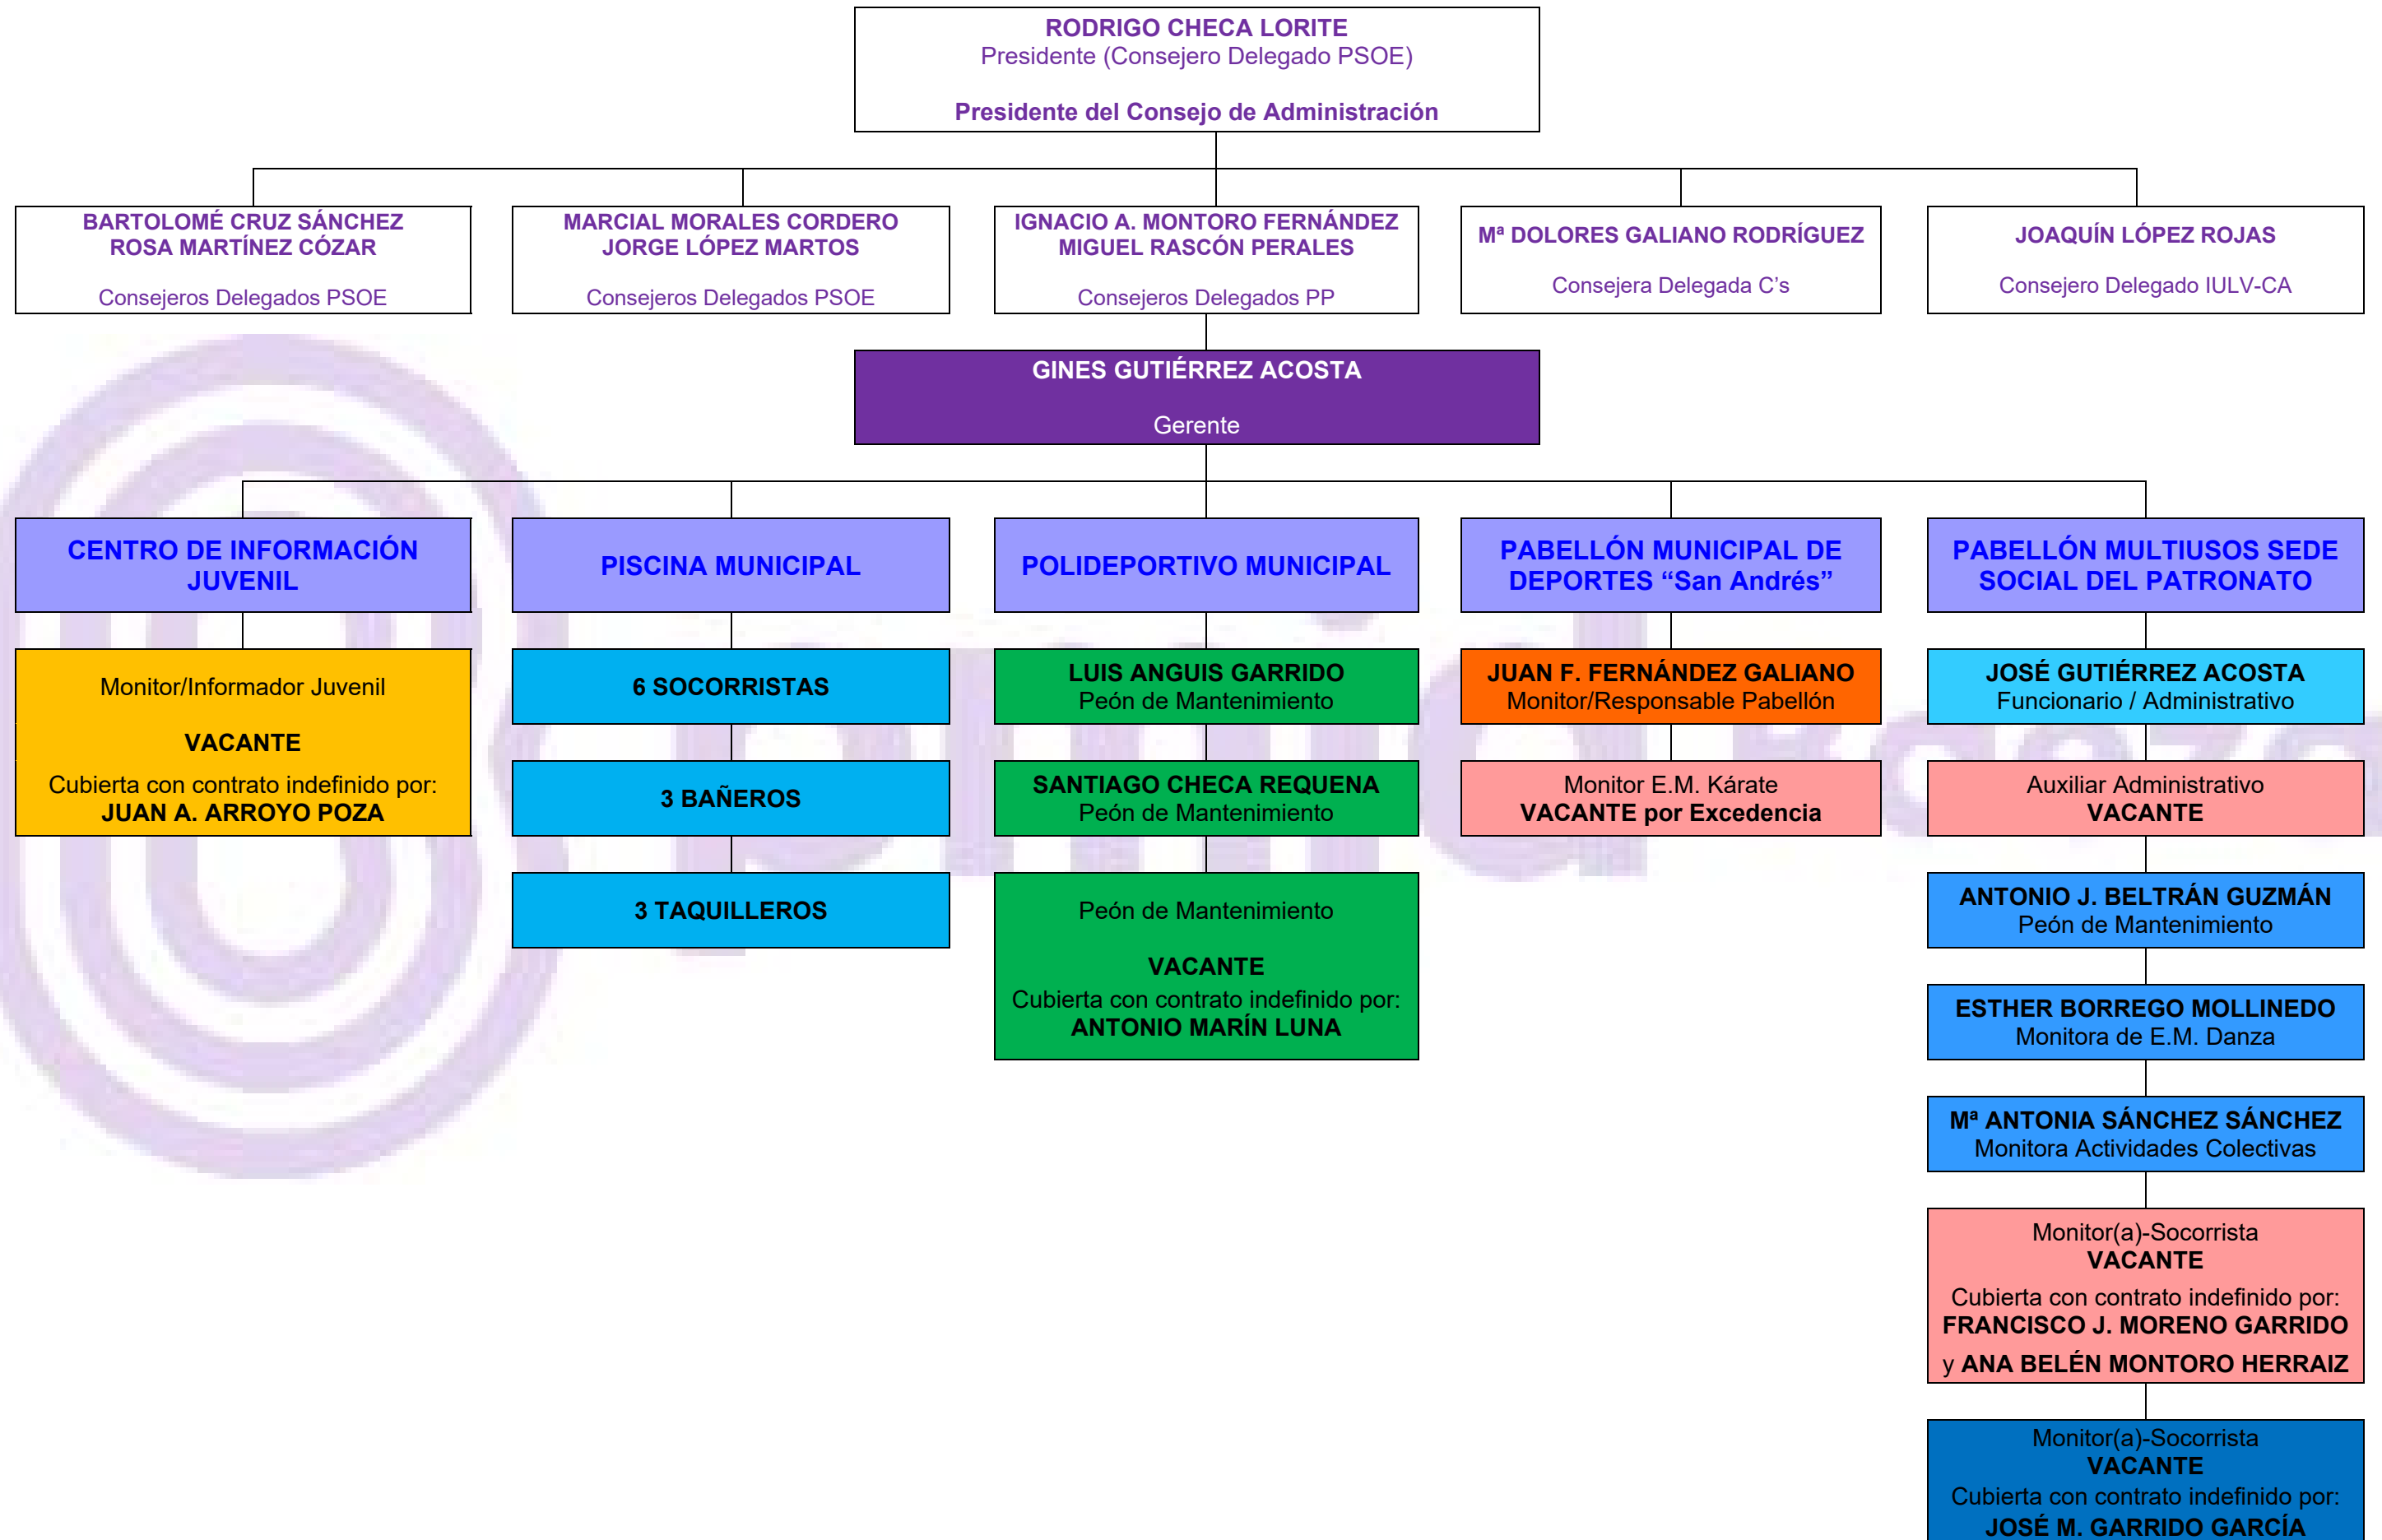 RODRIGO CHECA LORITE
Presidente (Consejero Delegado PSOE)
Presidente del Consejo de Administración
BARTOLOMÉ CRUZ SÁNCHEZ
ROSA MARTÍNEZ CÓZAR
Consejeros Delegados PSOE
MARCIAL MORALES CORDERO
JORGE LÓPEZ MARTOS
Consejeros Delegados PSOE
IGNACIO A. MONTORO FERNÁNDEZ
MIGUEL RASCÓN PERALES
Consejeros Delegados PP
Mª DOLORES GALIANO RODRÍGUEZ
Consejera Delegada C's
JOAQUÍN LÓPEZ ROJAS
Consejero Delegado IULV-CA
GINES GUTIÉRREZ ACOSTA
Gerente
CENTRO DE INFORMACIÓN
JUVENIL
Monitor/Informador Juvenil
VACANTE
Cubierta con contrato indefinido por:
JUAN A. ARROYO POZA
PISCINA MUNICIPAL
6 SOCORRISTAS
3 BAÑEROS
3 TAQUILLEROS
POLIDEPORTIVO MUNICIPAL
LUIS ANGUIS GARRIDO
Peón de Mantenimiento
SANTIAGO CHECA REQUENA
Peón de Mantenimiento
Peón de Mantenimiento
VACANTE
Cubierta con contrato indefinido por:
ANTONIO MARÍN LUNA
PABELLÓN MUNICIPAL DE
DEPORTES “San Andrés”
JUAN F. FERNÁNDEZ GALIANO
Monitor/Responsable Pabellón
Monitor E.M. Kárate
VACANTE por Excedencia
PABELLÓN MULTIUSOS SEDE
SOCIAL DEL PATRONATO
JOSÉ GUTIÉRREZ ACOSTA
Funcionario / Administrativo
Auxiliar Administrativo
VACANTE
ANTONIO J. BELTRÁN GUZMÁN
Peón de Mantenimiento
ESTHER BORREGO MOLLINEDO
Monitora de E.M. Danza
Mª ANTONIA SÁNCHEZ SÁNCHEZ
Monitora Actividades Colectivas
Monitor(a)-Socorrista
VACANTE
Cubierta con contrato indefinido por:
FRANCISCO J. MORENO GARRIDO
y ANA BELÉN MONTORO HERRAIZ
Monitor(a)-Socorrista
VACANTE
Cubierta con contrato indefinido por:
JOSÉ M. GARRIDO GARCÍA